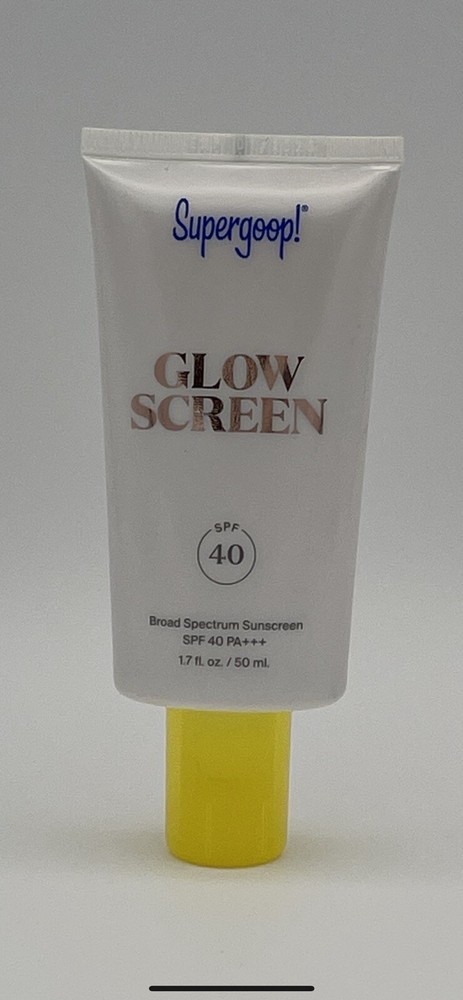 Supergoop!®
GLOW
SCREEN
SPF
40
Broad Spectrum Sunscreen
SPF 40 PA+++
1.7 fl. oz. / 50 ml.